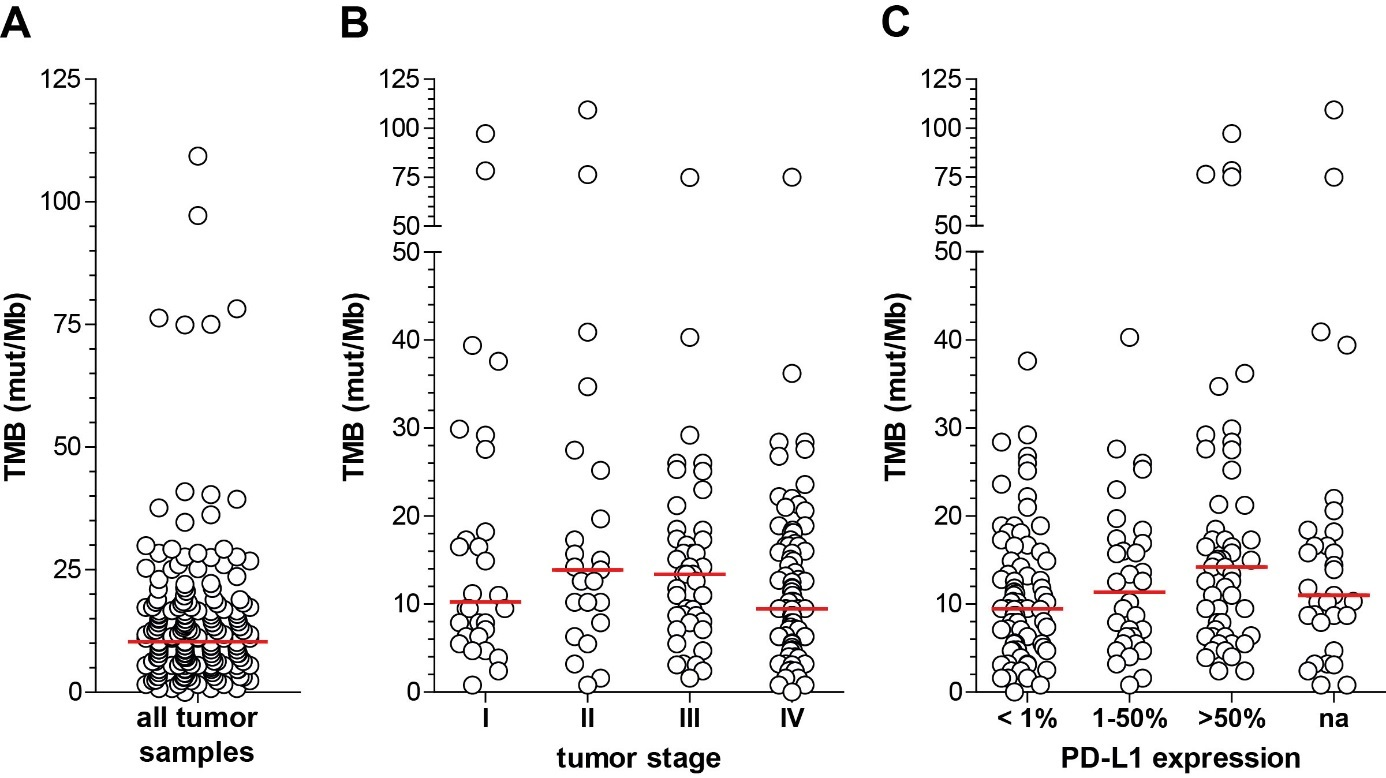 A
TMB (mut/Mb)
125
100
75
50
25
0
all tumor
samples
B
TMB (mut/Mb)
125
100
75
50
50
40
30
20
10
0
I
II
III
IV
tumor stage
C
TMB (mut/Mb)
125
100
75
50
50
40
30
20
10
0
< 1%
1-50%
>50%
na
PD-L1 expression